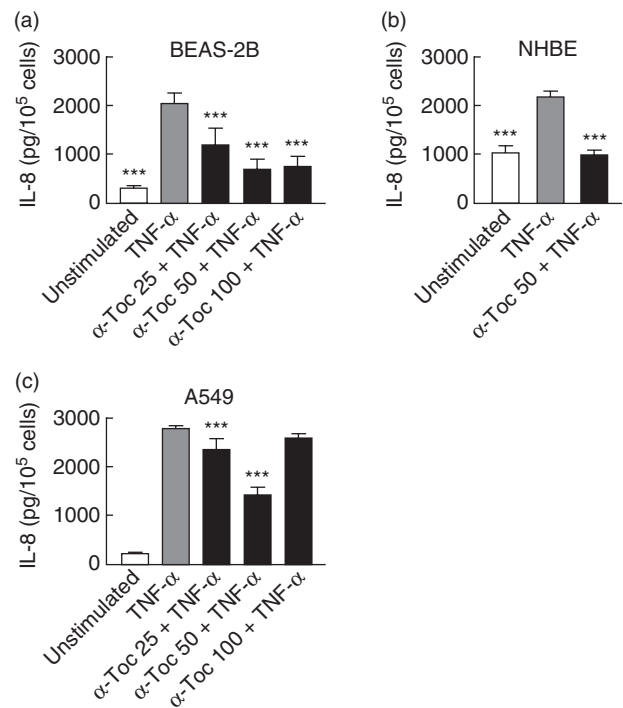 (a)
BEAS-2B
IL-8 (pg/10⁵ cells)
3000
2000
1000
0
***
***
***
***
Unstimulated
TNF-α
α-Toc 25 + TNF-α
α-Toc 50 + TNF-α
α-Toc 100 + TNF-α
(b)
NHBE
IL-8 (pg/10⁵ cells)
3000
2000
1000
0
***
***
Unstimulated
TNF-α
α-Toc 50 + TNF-α
(c)
A549
IL-8 (pg/10⁵ cells)
3000
2000
1000
0
***
***
Unstimulated
TNF-α
α-Toc 25 + TNF-α
α-Toc 50 + TNF-α
α-Toc 100 + TNF-α